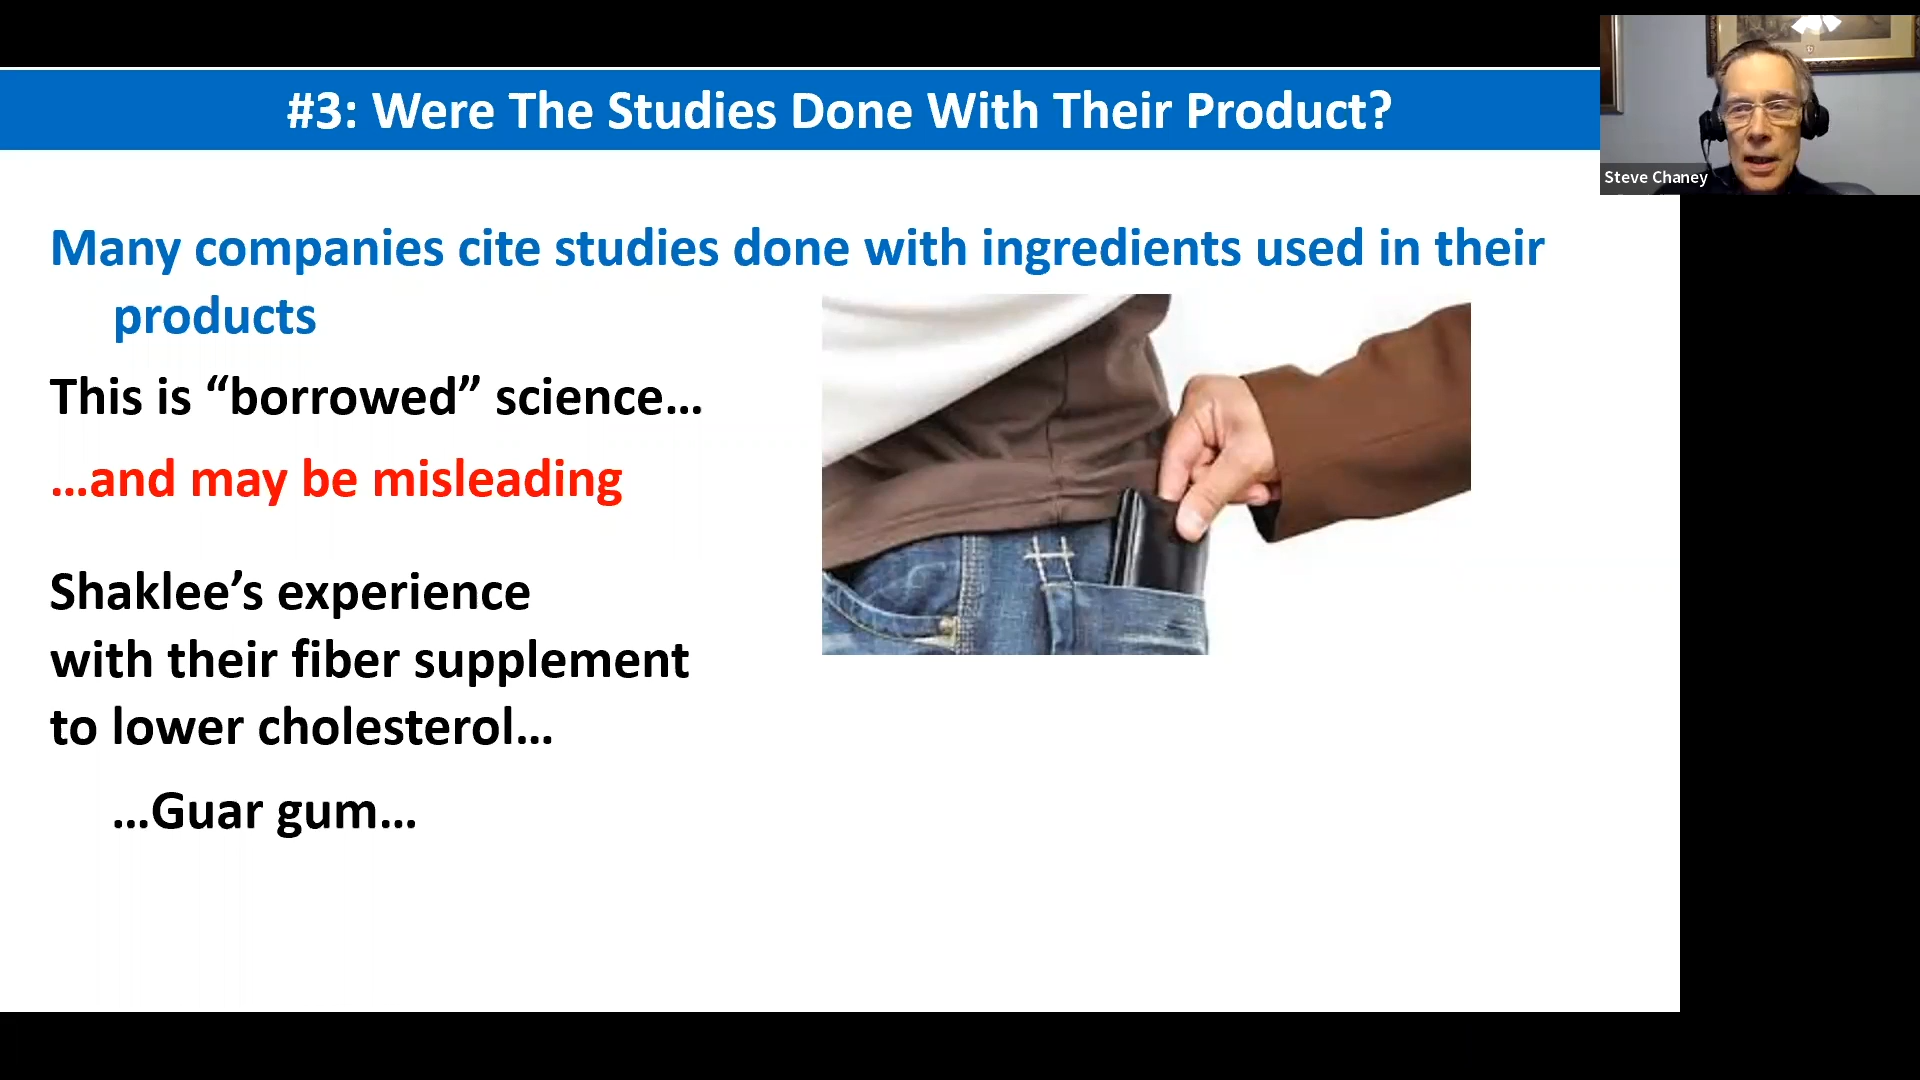 #3: Were The Studies Done With Their Product?
Steve Chaney
Many companies cite studies done with ingredients used in their
products
This is “borrowed” science...
...and may be misleading
Shaklee’s experience
with their fiber supplement
to lower cholesterol...
...Guar gum...